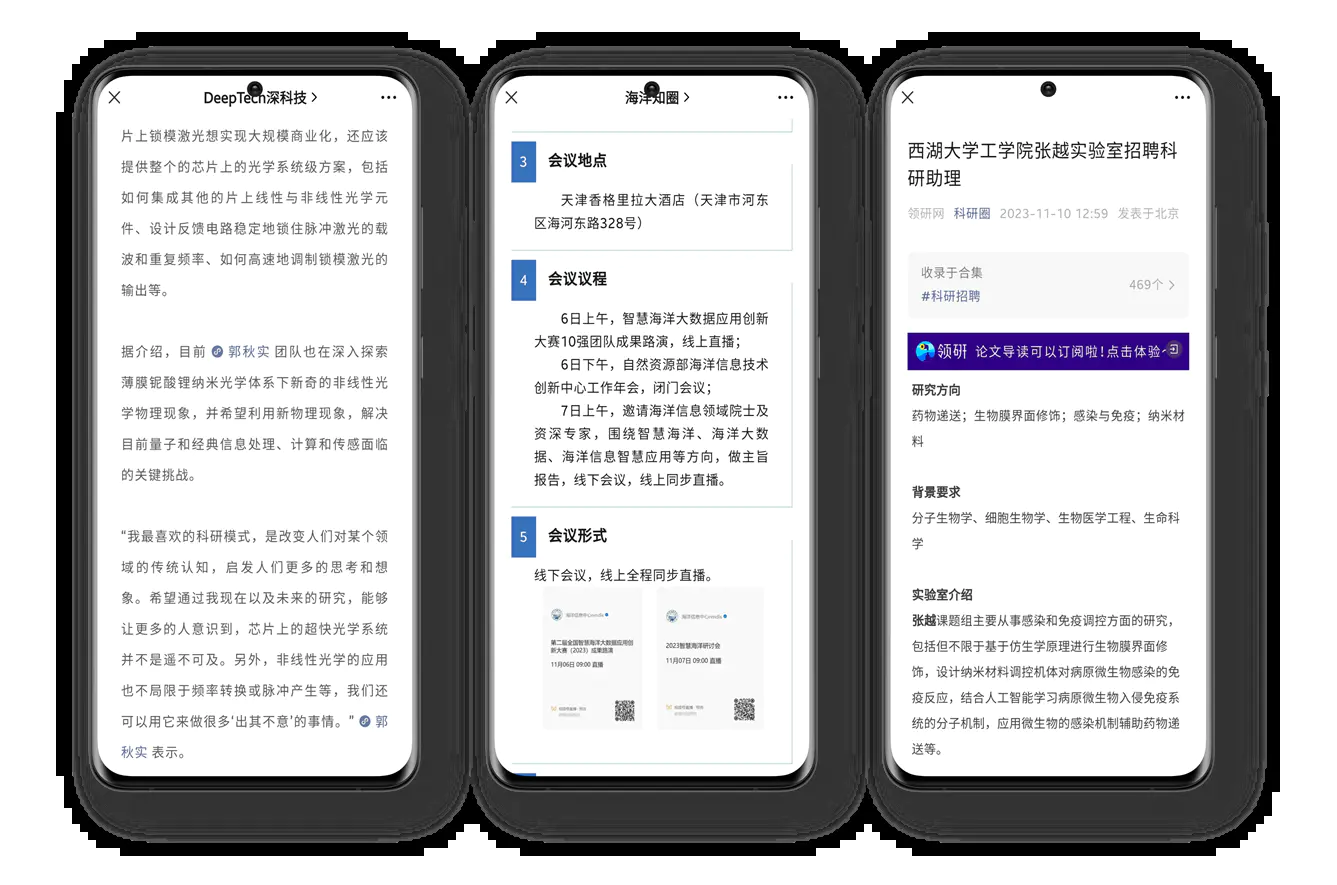 DeepTech深科技
片上锁模激光想实现大规模商业化，还应该
提供整个的芯片上的光学系统级方案，包括
如何集成其他的片上线性与非线性光学元
件、设计反馈电路稳定地锁住脉冲激光的载
波和重复频率、如何高速地调制锁模激光的
输出等。
据介绍，目前 郭秋实 团队也在深入探索
薄膜铌酸锂纳米光学体系下新奇的非线性光
学物理现象，并希望利用新物理现象，解决
目前量子和经典信息处理、计算和传感面临
的关键挑战。
“我最喜欢的科研模式，是改变人们对某个领
域的传统认知，启发人们更多的思考和想
象。希望通过我现在以及未来的研究，能够
让更多的人意识到，芯片上的超快光学系统
并不是遥不可及。另外，非线性光学的应用
也不局限于频率转换或脉冲产生等，我们还
可以用它来做很多‘出其不意’的事情。” 郭
秋实 表示。
海洋知圈
3 会议地点
天津香格里拉大酒店（天津市河东
区海河东路328号）
4 会议议程
6日上午，智慧海洋大数据应用创新
大赛10强团队成果路演，线上直播；
6日下午，自然资源部海洋信息技术
创新中心工作年会，闭门会议；
7日上午，邀请海洋信息领域院士及
资深专家，围绕智慧海洋、海洋大数
据、海洋信息智慧应用等方向，做主旨
报告，线下会议，线上同步直播。
5 会议形式
线下会议，线上全程同步直播。
第二届全国智慧海洋大数据应用创
新大赛（2023）成果路演
11月06日 09:00 直播
2023智慧海洋研讨会
11月07日 09:00 直播
西湖大学工学院张越实验室招聘科
研助理
领研网 科研圈 2023-11-10 12:59 发表于北京
收录于合集
#科研招聘
469个
领研 论文导读可以订阅啦！点击体验
研究方向
药物递送；生物膜界面修饰；感染与免疫；纳米材
料
背景要求
分子生物学、细胞生物学、生物医学工程、生命科
学
实验室介绍
张越课题组主要从事感染和免疫调控方面的研究，
包括但不限于基于仿生学原理进行生物膜界面修
饰，设计纳米材料调控机体对病原微生物感染的免
疫反应，结合人工智能学习病原微生物入侵免疫系
统的分子机制，应用微生物的感染机制辅助药物递
送等。